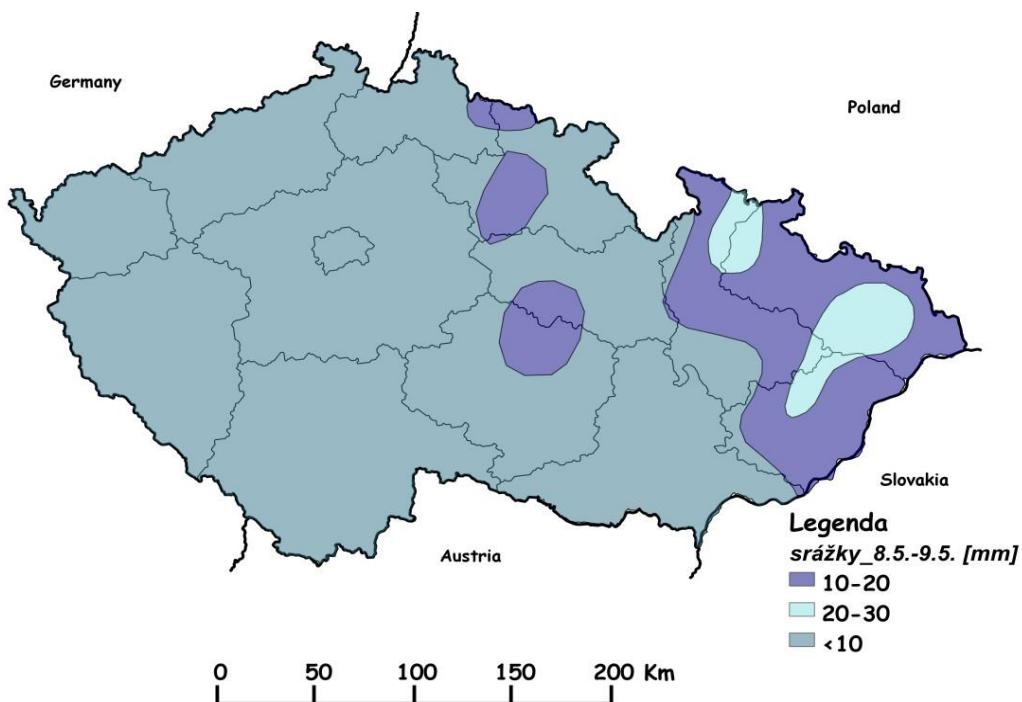 Germany
Poland
Slovakia
Austria
Legenda
srážky_8.5.-9.5. [mm]
10-20
20-30
<10
0 50 100 150 200 Km